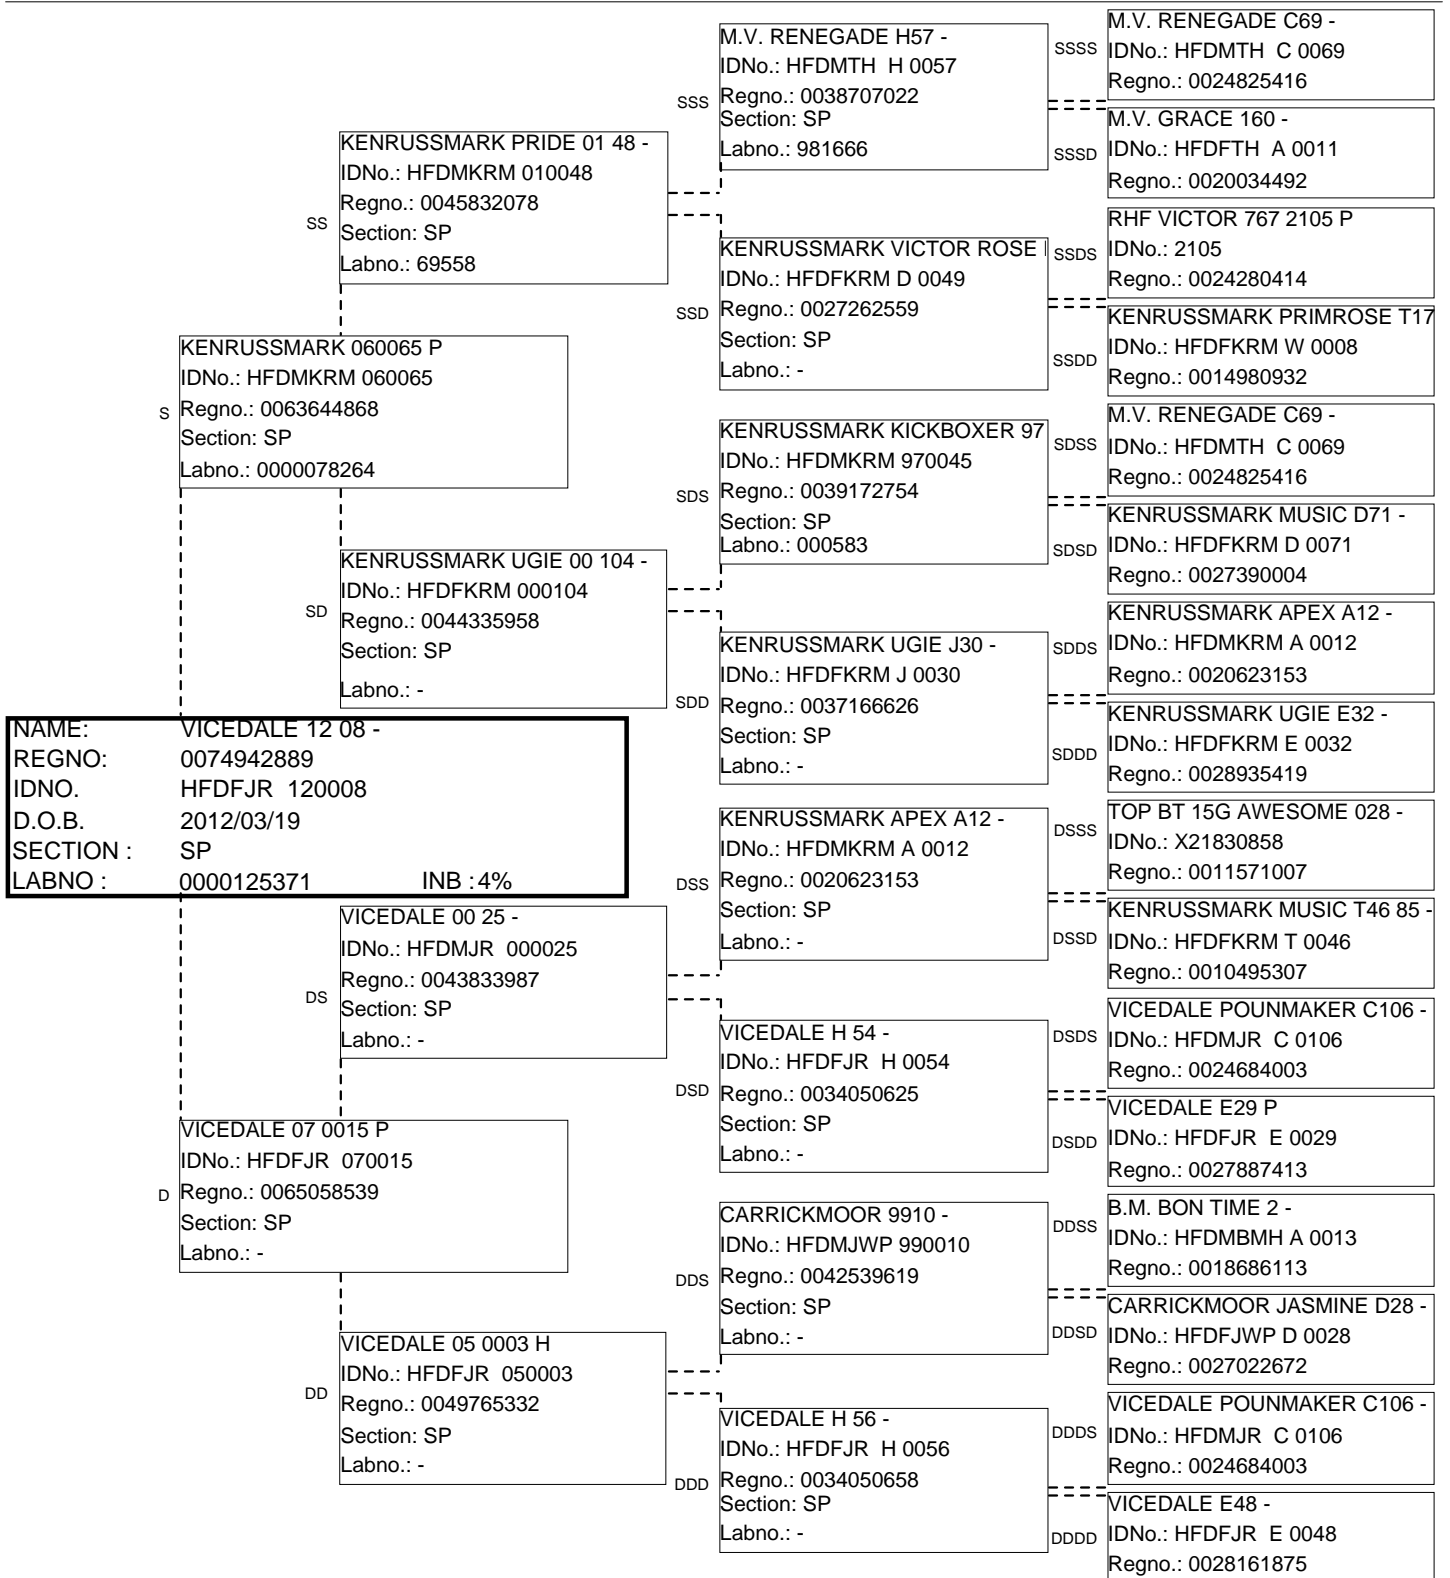 M.V. RENEGADE C69 -
SSSS IDNo.: HFDMTH C 0069
Regno.: 0024825416
M.V. RENEGADE H57 -
IDNo.: HFDMTH H 0057
SSS Regno.: 0038707022
Section: SP
Labno.: 981666
M.V. GRACE 160 -
SSSD IDNo.: HFDFTH A 0011
Regno.: 0020034492
KENRUSSMARK PRIDE 01 48 -
IDNo.: HFDMKRM 010048
Regno.: 0045832078
SS Section: SP
Labno.: 69558
RHF VICTOR 767 2105 P
SSDS IDNo.: 2105
Regno.: 0024280414
KENRUSSMARK VICTOR ROSE
IDNo.: HFDFKRM D 0049
SSD Regno.: 0027262559
Section: SP
Labno.: -
KENRUSSMARK PRIMROSE T17
SSDD IDNo.: HFDFKRM W 0008
Regno.: 0014980932
KENRUSSMARK 060065 P
IDNo.: HFDMKRM 060065
S Regno.: 0063644868
Section: SP
Labno.: 0000078264
M.V. RENEGADE C69 -
SDSS IDNo.: HFDMTH C 0069
Regno.: 0024825416
KENRUSSMARK KICKBOXER 97
IDNo.: HFDMKRM 970045
SDS Regno.: 0039172754
Section: SP
Labno.: 000583
KENRUSSMARK MUSIC D71 -
SDSD IDNo.: HFDFKRM D 0071
Regno.: 0027390004
KENRUSSMARK UGIE 00 104 -
IDNo.: HFDFKRM 000104
SD Regno.: 0044335958
Section: SP
Labno.: -
KENRUSSMARK APEX A12 -
SDDS IDNo.: HFDMKRM A 0012
Regno.: 0020623153
KENRUSSMARK UGIE J30 -
IDNo.: HFDFKRM J 0030
SDD Regno.: 0037166626
Section: SP
Labno.: -
KENRUSSMARK UGIE E32 -
SDDD IDNo.: HFDFKRM E 0032
Regno.: 0028935419
NAME: VICEDALE 12 08 -
REGNO: 0074942889
IDNO. HFDFJR 120008
D.O.B. 2012/03/19
SECTION : SP
LABNO : 0000125371 INB : 4%
TOP BT 15G AWESOME 028 -
DSSS IDNo.: X21830858
Regno.: 0011571007
KENRUSSMARK APEX A12 -
IDNo.: HFDMKRM A 0012
DSS Regno.: 0020623153
Section: SP
Labno.: -
KENRUSSMARK MUSIC T46 85 -
DSSD IDNo.: HFDFKRM T 0046
Regno.: 0010495307
VICEDALE 00 25 -
IDNo.: HFDMJR 000025
Regno.: 0043833987
DS Section: SP
Labno.: -
VICEDALE POUNMAKER C106 -
DSDS IDNo.: HFDMJR C 0106
Regno.: 0024684003
VICEDALE H 54 -
IDNo.: HFDFJR H 0054
DSD Regno.: 0034050625
Section: SP
Labno.: -
VICEDALE E29 P
DSDD IDNo.: HFDFJR E 0029
Regno.: 0027887413
VICEDALE 07 0015 P
IDNo.: HFDFJR 070015
D Regno.: 0065058539
Section: SP
Labno.: -
B.M. BON TIME 2 -
DDSS IDNo.: HFDMBMH A 0013
Regno.: 0018686113
CARRICKMOOR 9910 -
IDNo.: HFDMJWP 990010
DDS Regno.: 0042539619
Section: SP
Labno.: -
CARRICKMOOR JASMINE D28 -
DDSD IDNo.: HFDFJWP D 0028
Regno.: 0027022672
VICEDALE 05 0003 H
IDNo.: HFDFJR 050003
DD Regno.: 0049765332
Section: SP
Labno.: -
VICEDALE POUNMAKER C106 -
DDDS IDNo.: HFDMJR C 0106
Regno.: 0024684003
VICEDALE H 56 -
IDNo.: HFDFJR H 0056
DDD Regno.: 0034050658
Section: SP
Labno.: -
VICEDALE E48 -
DDDD IDNo.: HFDFJR E 0048
Regno.: 0028161875